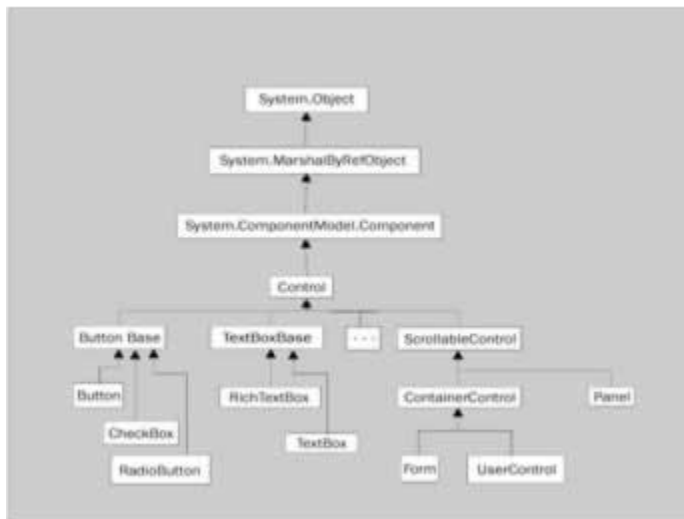 System.Object
System.MarshalByRefObject
System.ComponentModel.Component
Control
Button Base
TextBoxBase
...
ScrollableControl
Button
RichTextBox
ContainerControl
Panel
CheckBox
TextBox
RadioButton
Form
UserControl